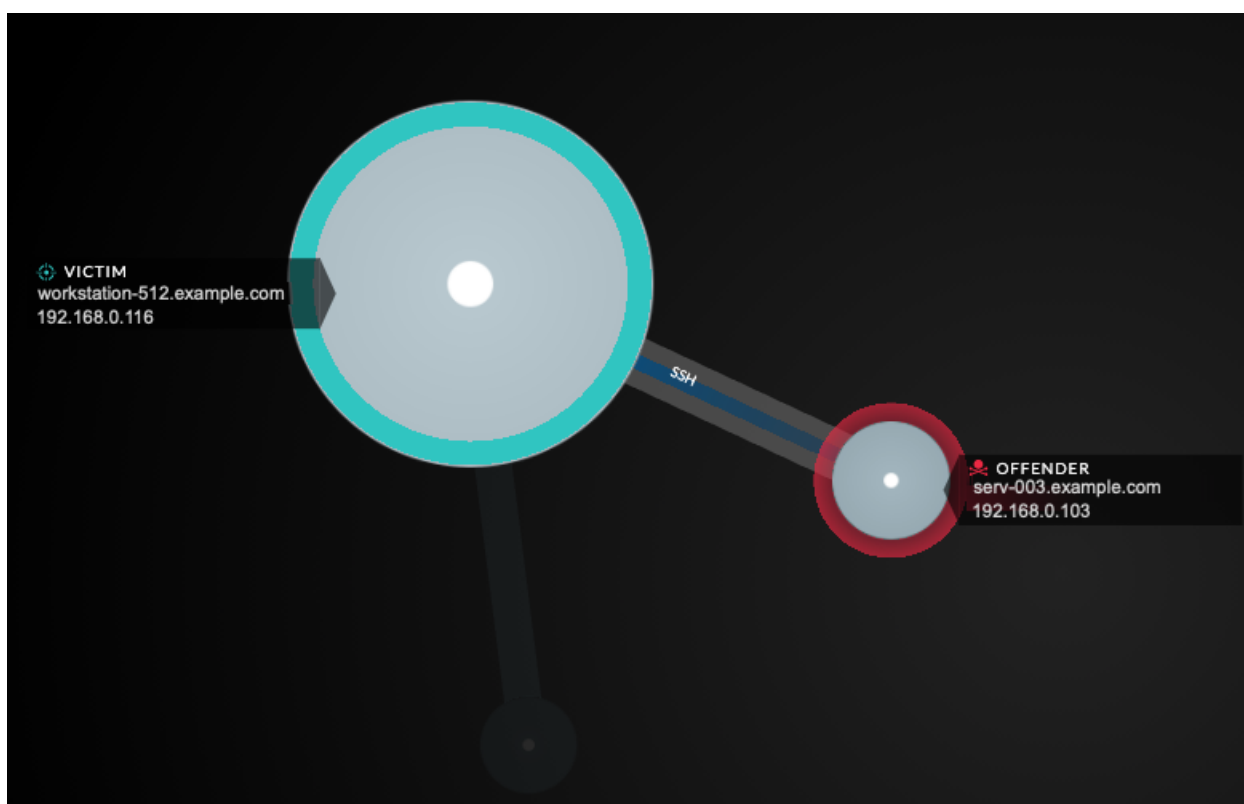 VICTIM
workstation-512.example.com
192.168.0.116
SSH
OFFENDER
serv-003.example.com
192.168.0.103